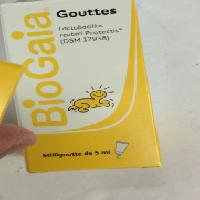 BioGaia®
Gouttes
Lactobacillus
reuteri Protectis®
(DSM 17938)
Stilligoutte de 5 ml